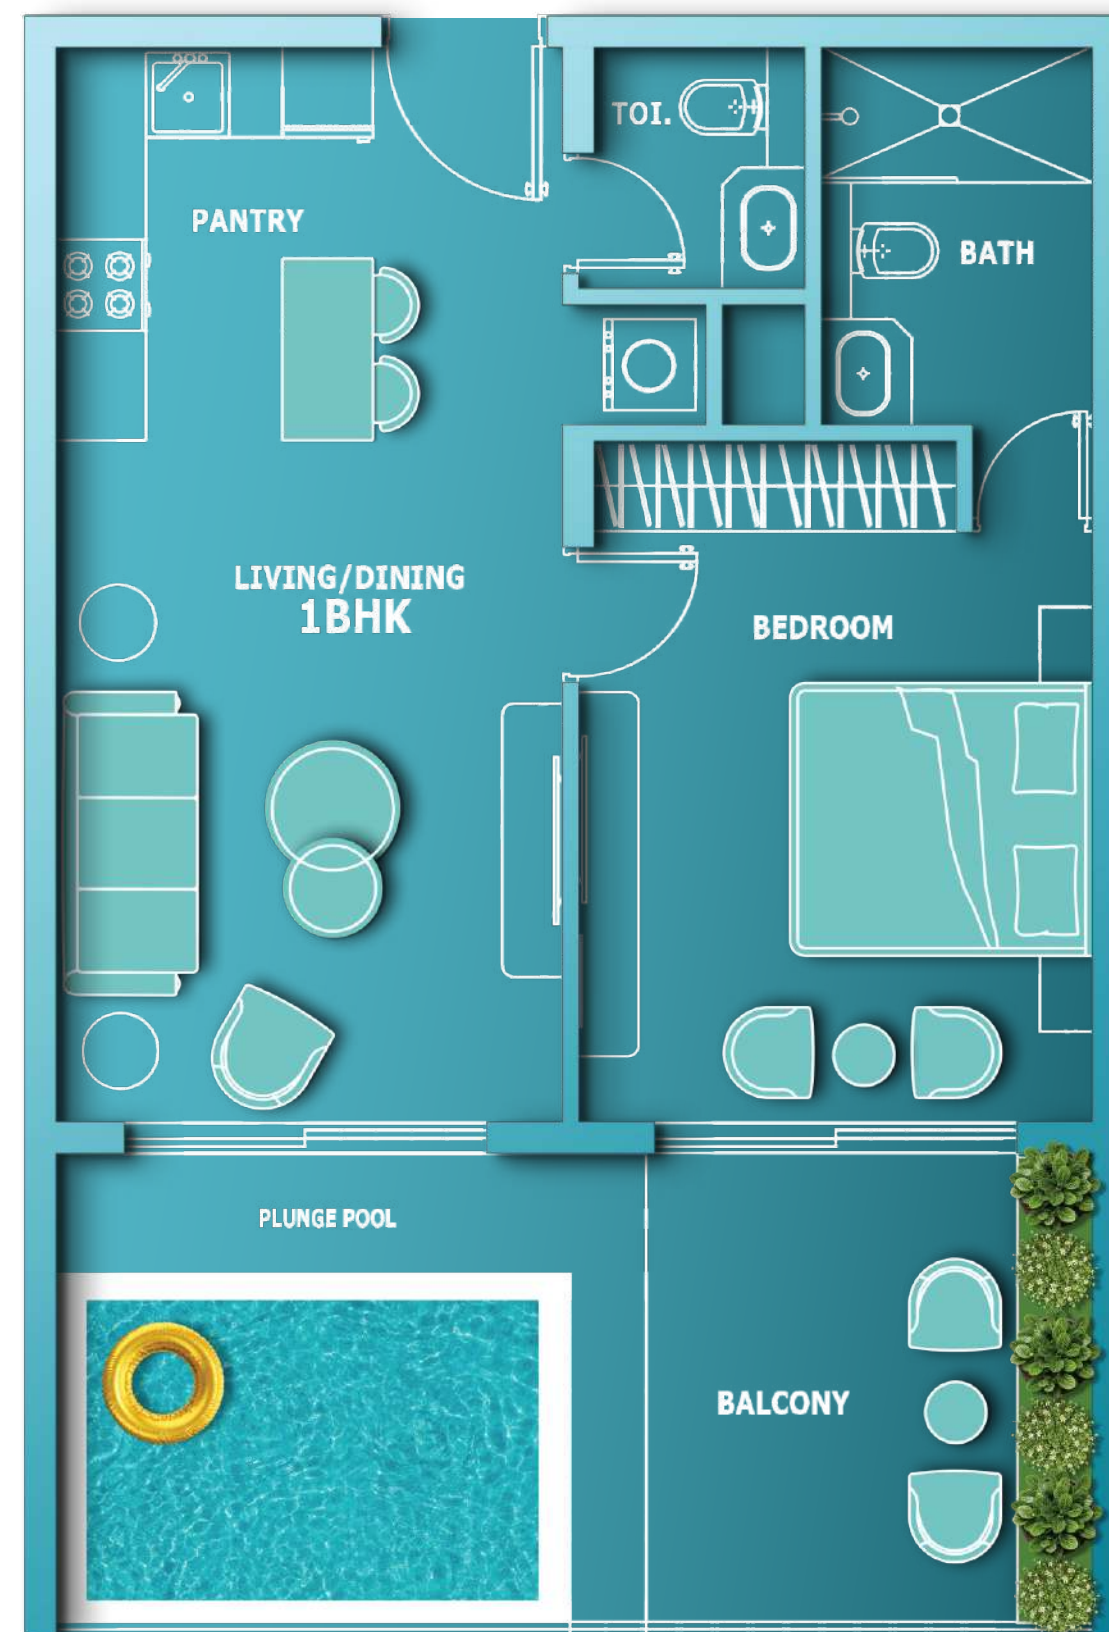 TOI.
PANTRY
BATH
LIVING/DINING
1BHK
BEDROOM
PLUNGE POOL
BALCONY